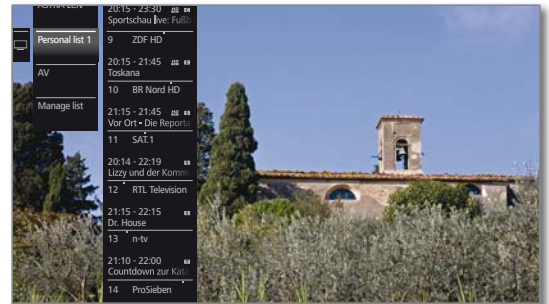 ASTRA LCN
Personal list 1
AV
Manage list
20:15 - 23:30
Sportschau live: Fußb
9 ZDF HD
20:15 - 21:45
Toskana
10 BR Nord HD
21:15 - 21:45
Vor Ort - Die Reporta
11 SAT.1
20:14 - 22:19
Lizzy und der Kommi
12 RTL Television
21:15 - 22:15
Dr. House
13 n-tv
21:10 - 22:00
Countdown zur Kata
14 ProSieben